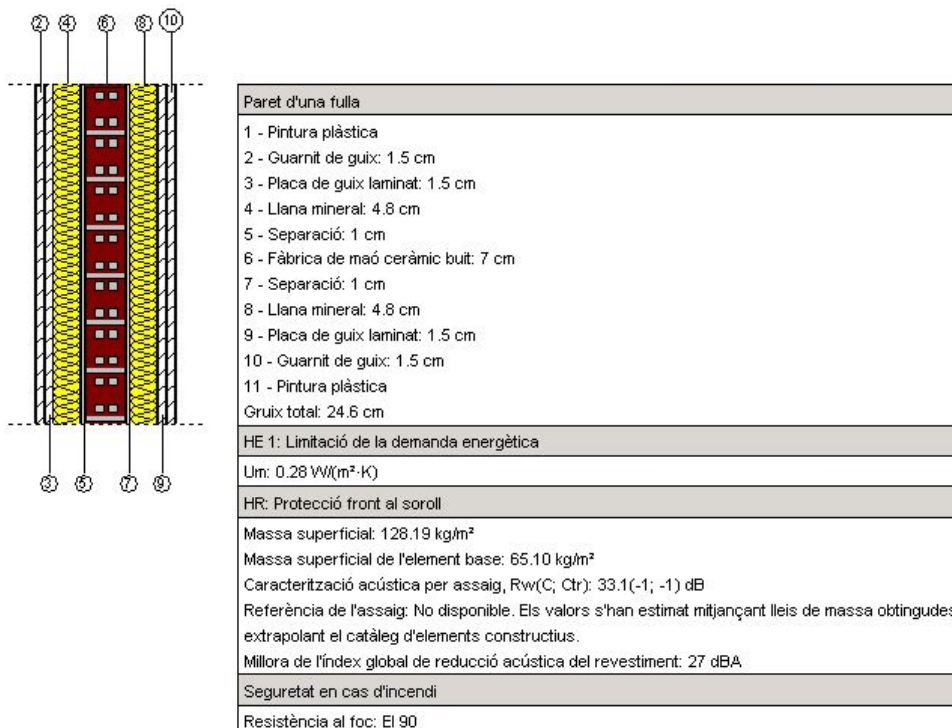 2 4 6 8 10
3 5 7 9
Paret d'una fulla
1 - Pintura plàstica
2 - Guarnit de guix: 1.5 cm
3 - Placa de guix laminat: 1.5 cm
4 - Llana mineral: 4.8 cm
5 - Separació: 1 cm
6 - Fàbrica de maó ceràmic buit: 7 cm
7 - Separació: 1 cm
8 - Llana mineral: 4.8 cm
9 - Placa de guix laminat: 1.5 cm
10 - Guarnit de guix: 1.5 cm
11 - Pintura plàstica
Gruix total: 24.6 cm
HE 1: Limitació de la demanda energètica
Um: 0.28 W/(m²·K)
HR: Protecció front al soroll
Massa superficial: 128.19 kg/m²
Massa superficial de l'element base: 65.10 kg/m²
Caracterització acústica per assaig, Rw(C; Ctr): 33.1(-1; -1) dB
Referència de l'assaig: No disponible. Els valors s'han estimat mitjançant lleis de massa obtingudes
extrapolant el catàleg d'elements constructius.
Millora de l'índex global de reducció acústica del revestiment: 27 dBA
Seguretat en cas d'incendi
Resistència al foc: EI 90